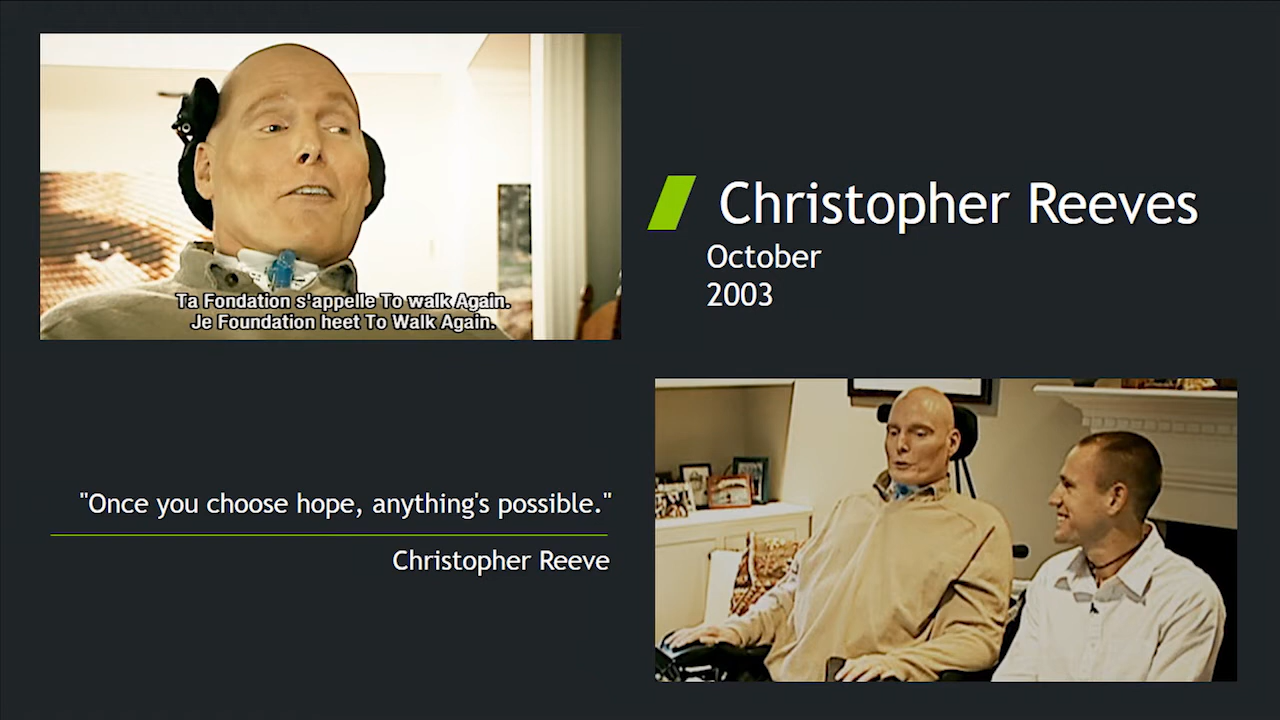 Ta Fondation s'appelle To walk Again.
Je Foundation heet To Walk Again.
Christopher Reeves
October
2003
"Once you choose hope, anything's possible."
Christopher Reeve